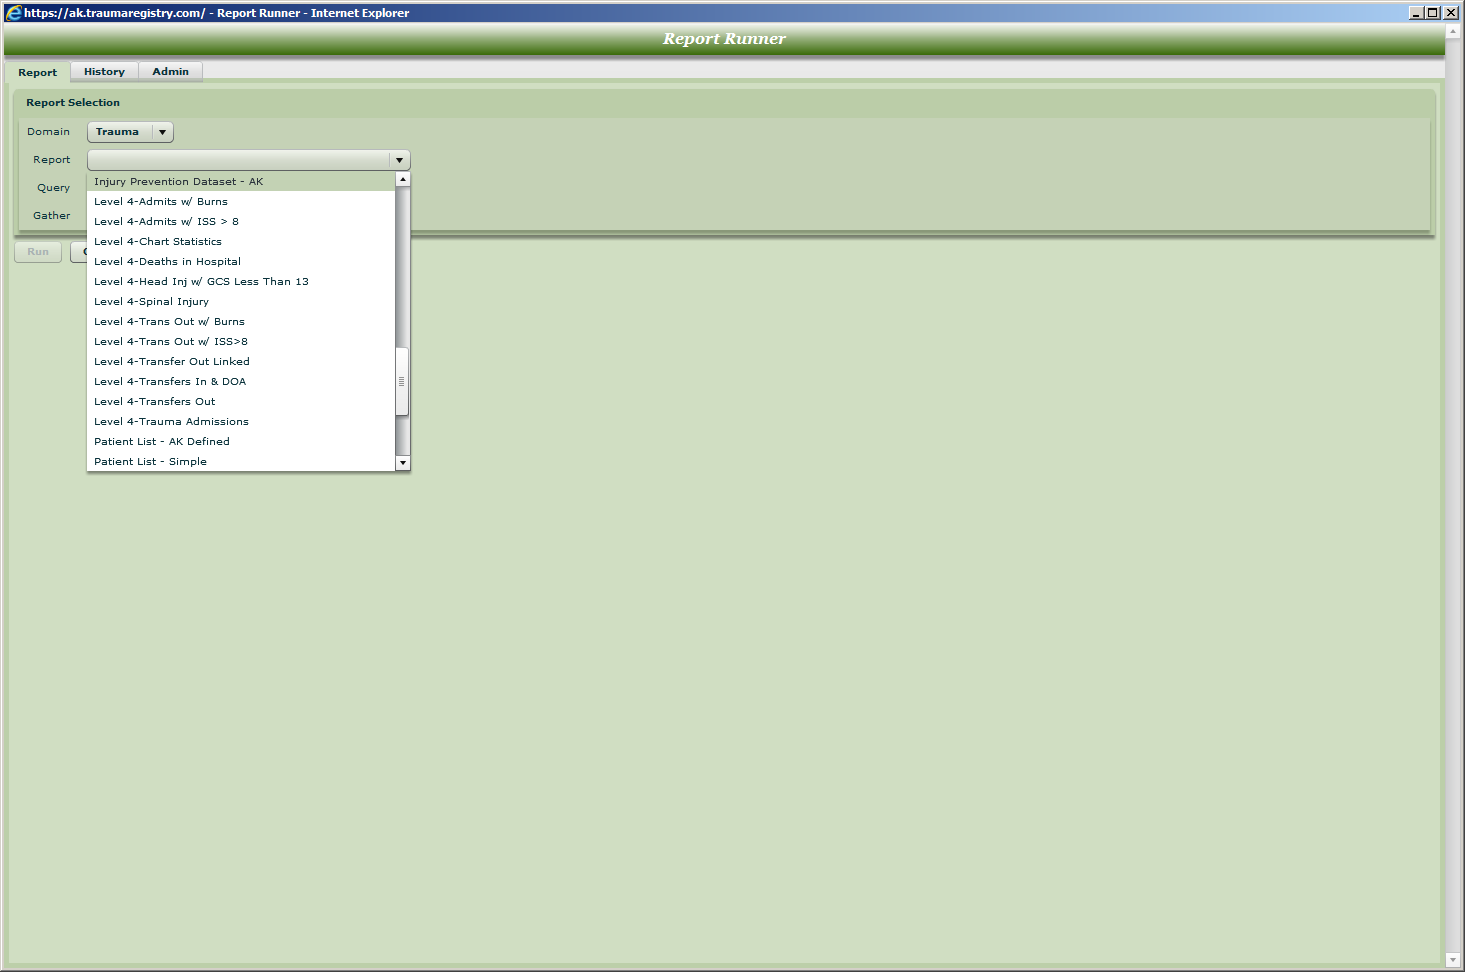 https://ak.traumaregistry.com/ - Report Runner - Internet Explorer
Report Runner
Report History Admin
Report Selection
Domain Trauma
Report
Query
Gather
Run
Injury Prevention Dataset - AK
Level 4-Admits w/ Burns
Level 4-Admits w/ ISS > 8
Level 4-Chart Statistics
Level 4-Deaths in Hospital
Level 4-Head Inj w/ GCS Less Than 13
Level 4-Spinal Injury
Level 4-Trans Out w/ Burns
Level 4-Trans Out w/ ISS>8
Level 4-Transfer Out Linked
Level 4-Transfers In & DOA
Level 4-Transfers Out
Level 4-Trauma Admissions
Patient List - AK Defined
Patient List - Simple